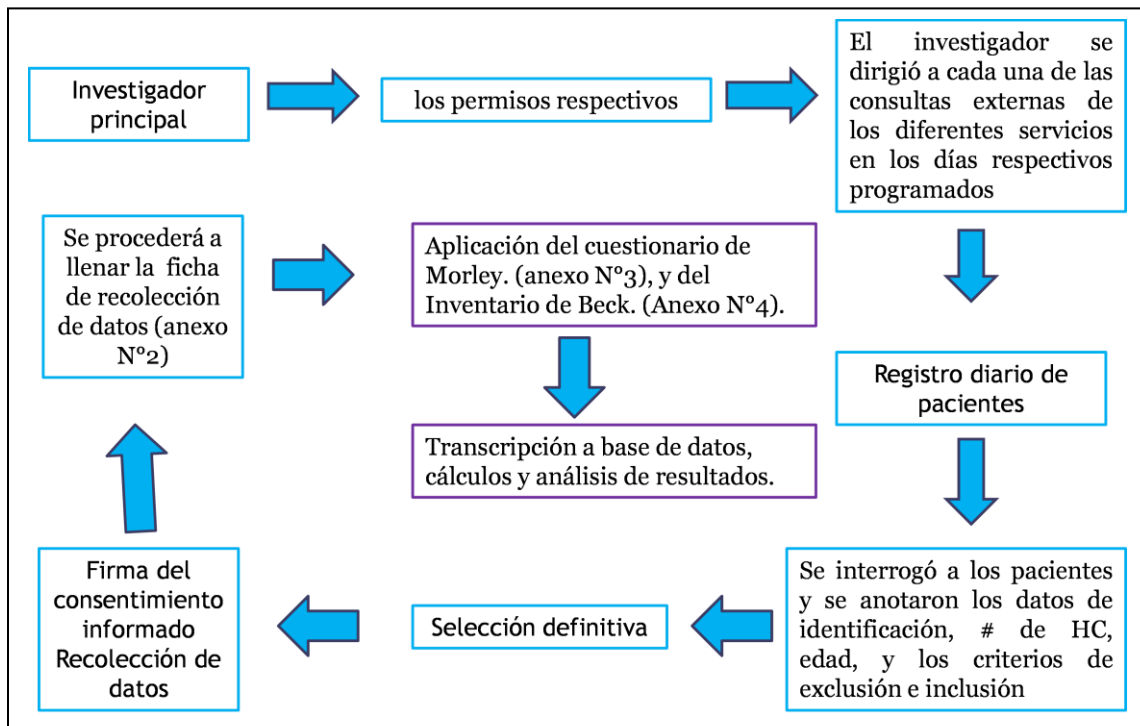 Investigador
principal
los permisos respectivos
El investigador se
dirigió a cada una de las
consultas externas de
los diferentes servicios
en los días respectivos
programados
Registro diario de
pacientes
Se interrogó a los pacientes
y se anotaron los datos de
identificación, # de HC,
edad, y los criterios de
exclusión e inclusión
Selección definitiva
Firma del
consentimiento
informado
Recolección de
datos
Se procederá a
llenar la ficha
de recolección
de datos (anexo
N°2)
Aplicación del cuestionario de
Morley. (anexo N°3), y del
Inventario de Beck. (Anexo N°4).
Transcripción a base de datos,
cálculos y análisis de resultados.